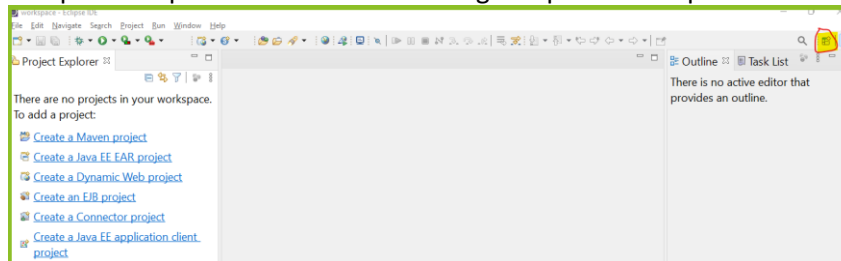 workspace - Eclipse IDE
File Edit Navigate Search Project Run Window Help
Project Explorer
Outline Task List
There are no projects in your workspace.
To add a project:
Create a Maven project
Create a Java EE EAR project
Create a Dynamic Web project
Create an EJB project
Create a Connector project
Create a Java EE application client
project
There is no active editor that
provides an outline.